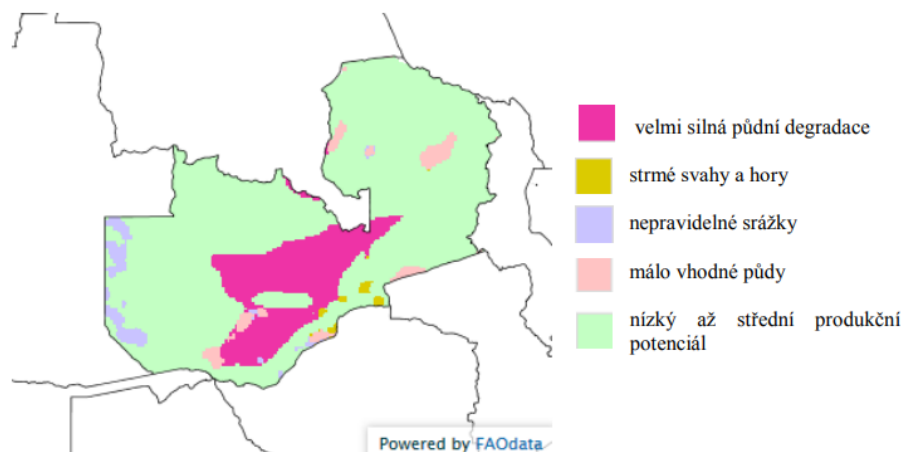 velmi silná půdní degradace
strmé svahy a hory
nepravidelné srážky
málo vhodné půdy
nízký až střední produkční
potenciál
Powered by FAOdata